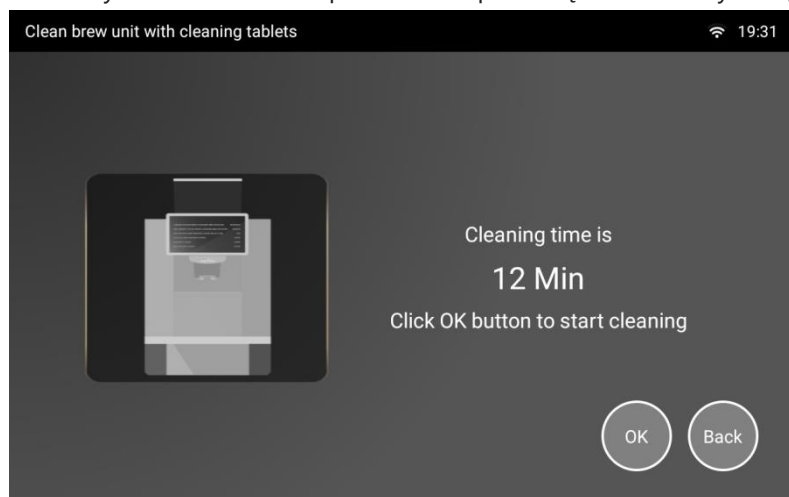 Clean brew unit with cleaning tablets
19:31
Cleaning time is
12 Min
Click OK button to start cleaning
OK
Back